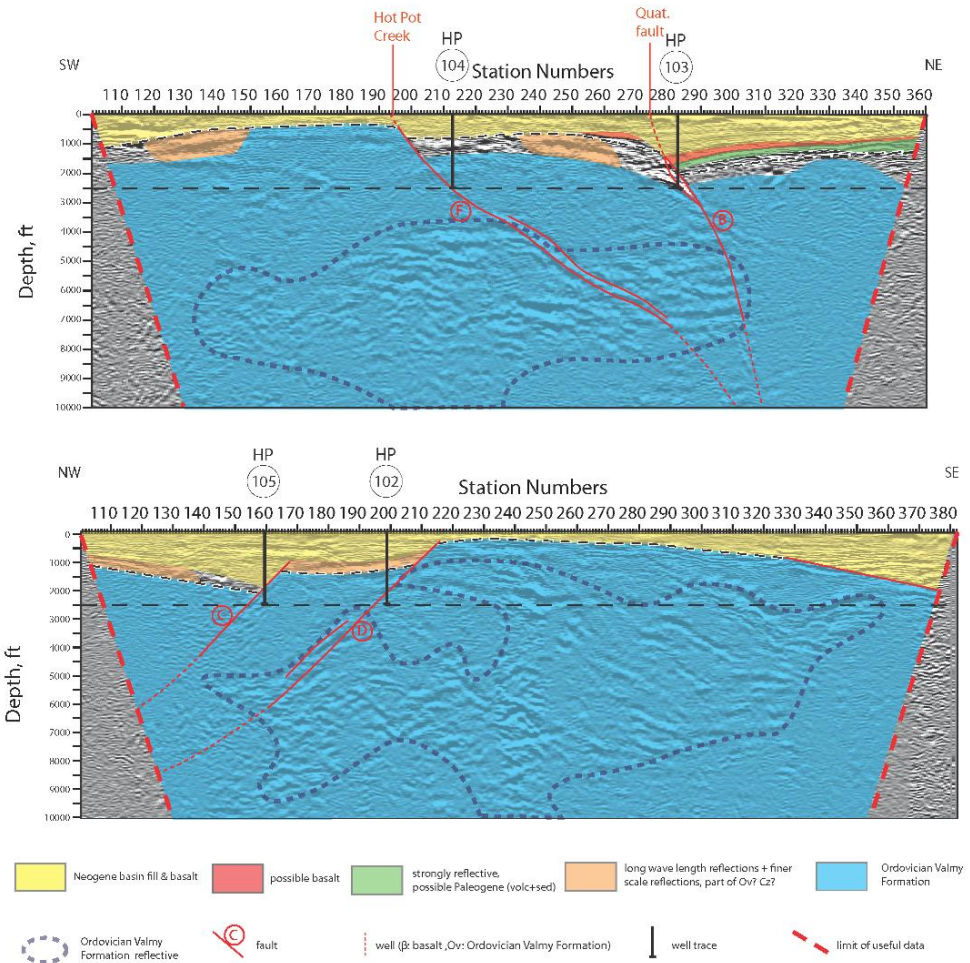 Hot Pot
Creek
Quat.
fault
HP
104
HP
103
SW
Station Numbers
NE
110 120 130 140 150 160 170 180 190 200 210 220 230 240 250 260 270 280 290 300 310 320 330 340 350 360
0
1000
2000
3000
4000
5000
6000
7000
8000
9000
10000
Depth, ft
F
B
HP
105
HP
102
NW
Station Numbers
SE
110 120 130 140 150 160 170 180 190 200 210 220 230 240 250 260 270 280 290 300 310 320 330 340 350 360 380
0
1000
2000
3000
4000
5000
6000
7000
8000
9000
10000
Depth, ft
C
D
Neogene basin fill & basalt
possible basalt
strongly reflective,
possible Paleogene (volc+sed)
long wave length reflections + finer
scale reflections, part of Ov? Cz?
Ordovician Valmy
Formation
Ordovician Valmy
Formation reflective
C
fault
well (β: basalt ,Ov: Ordovician Valmy Formation)
well trace
limit of useful data